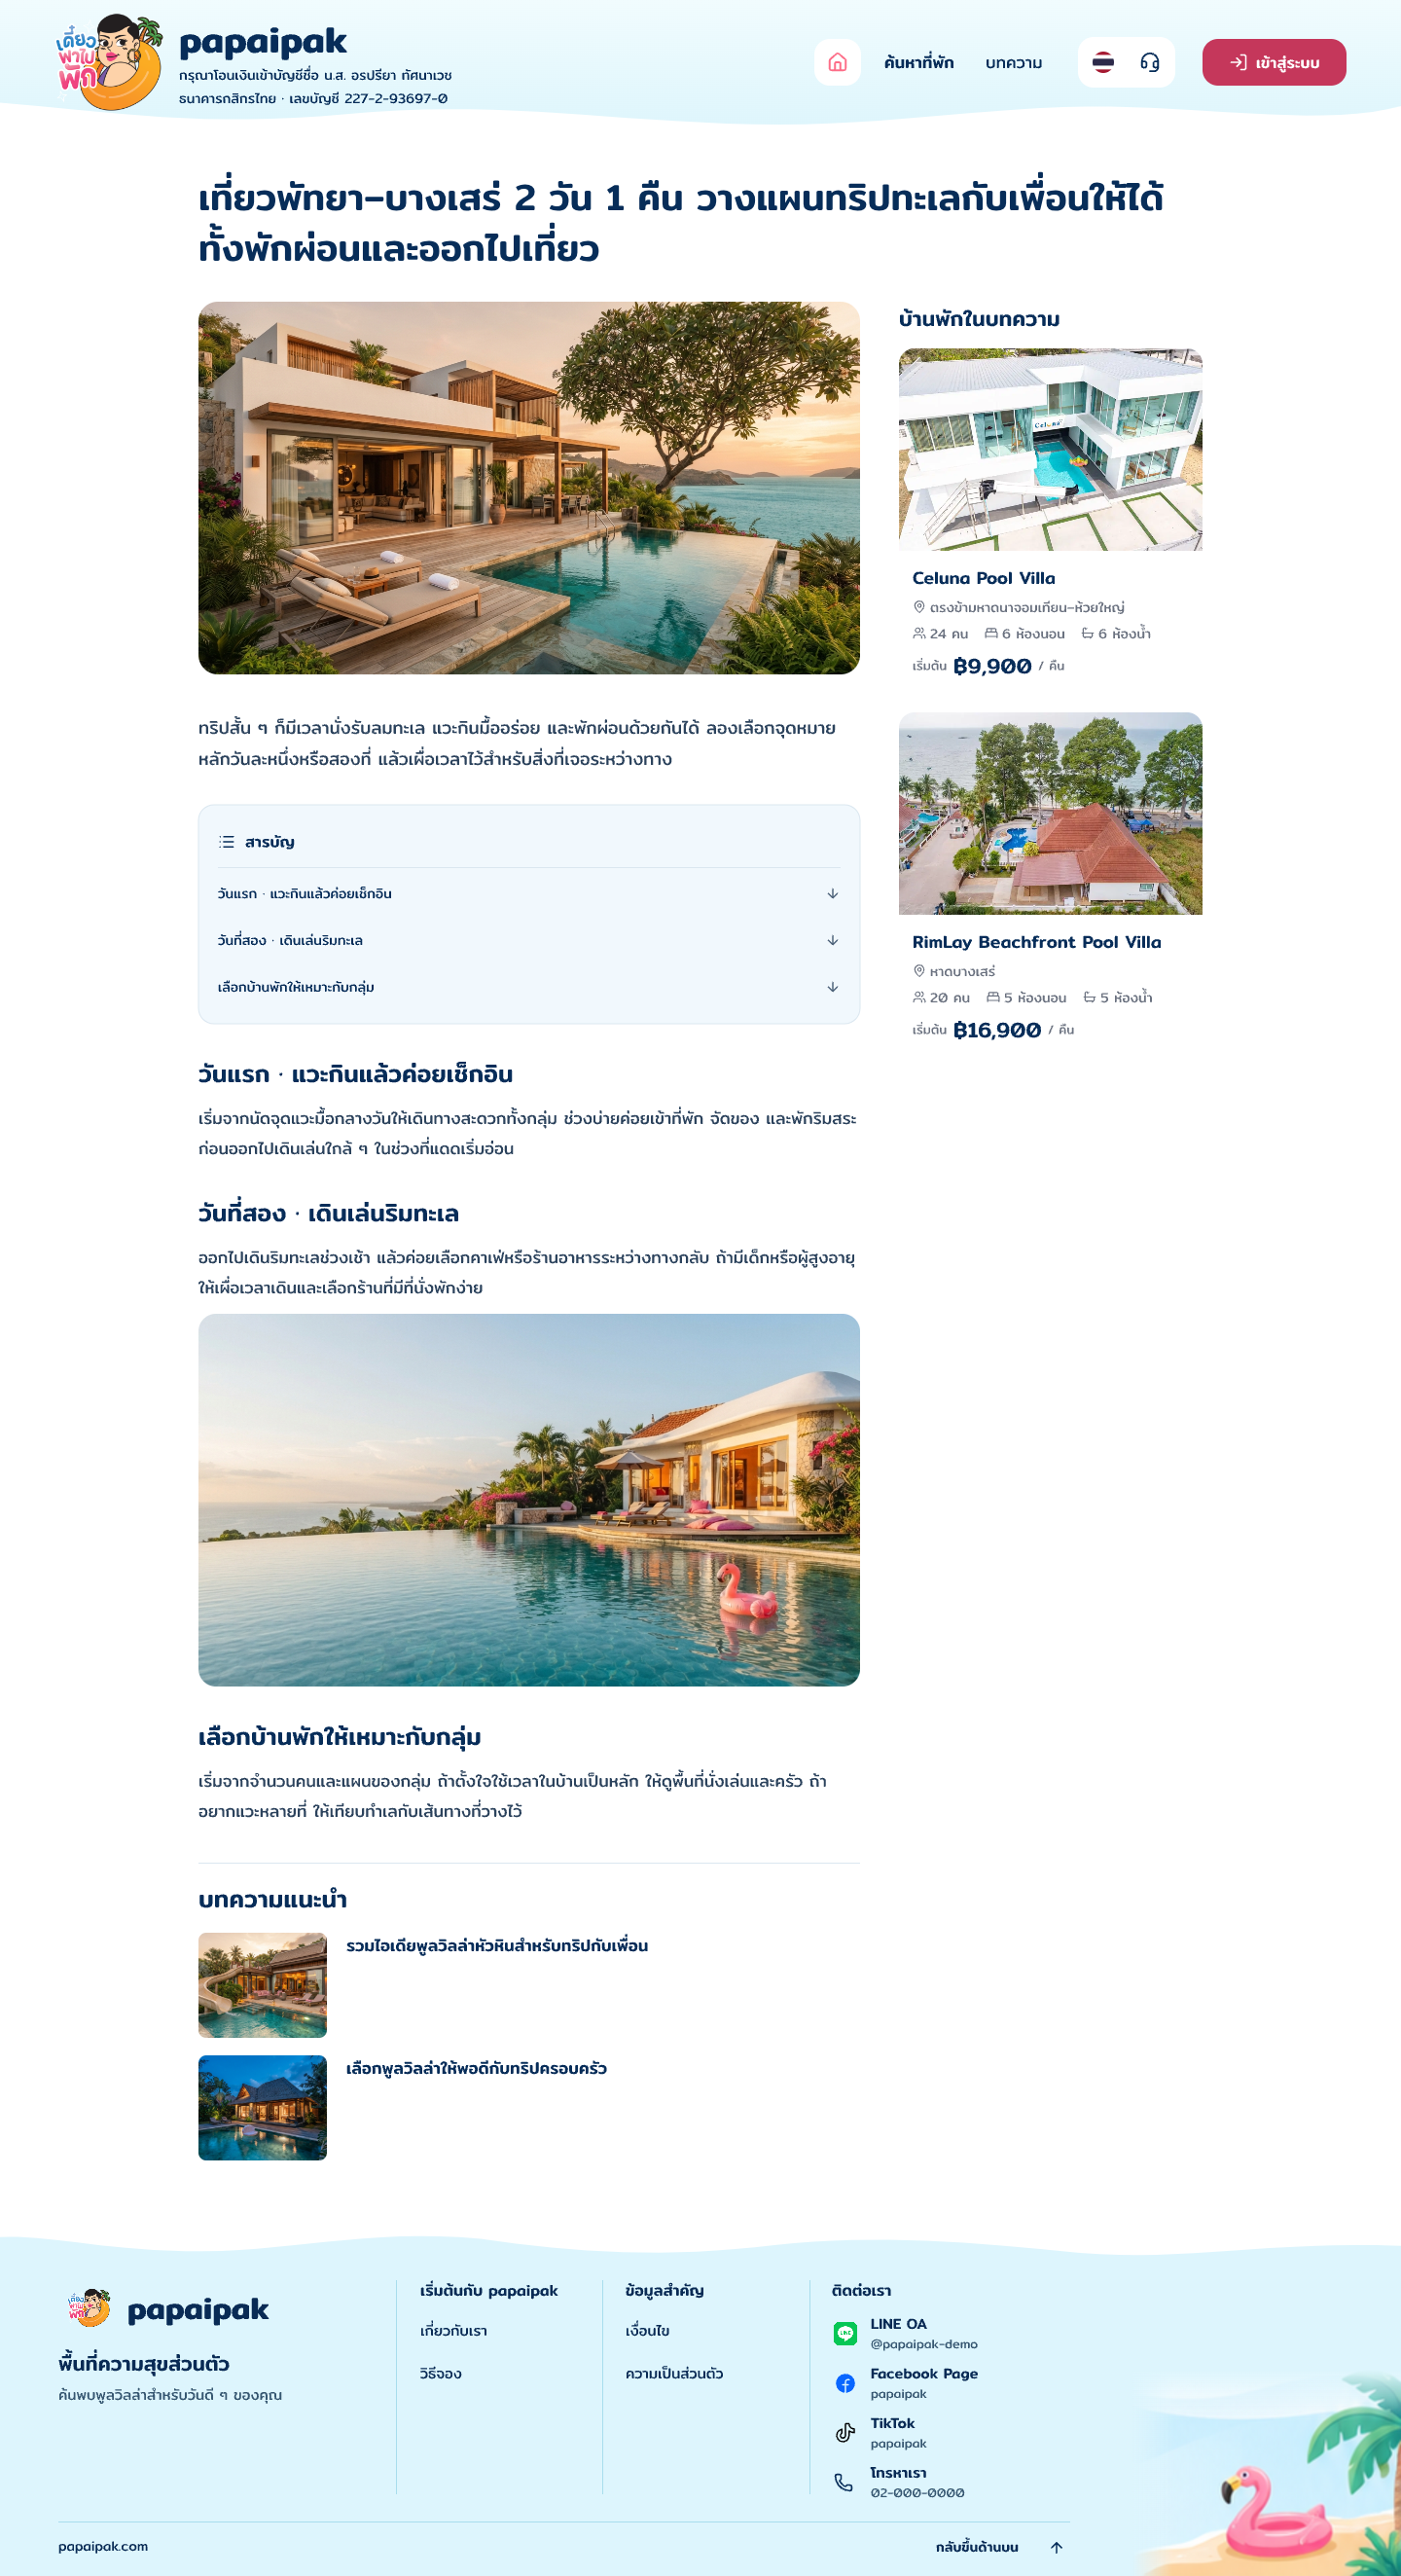 เดี๋ยว
พาไป
พัก
papaipak
กรุณาโอนเงินเข้าบัญชีชื่อ น.ส. อรปรียา ทัศนาเวช
ธนาคารกสิกรไทย · เลขบัญชี 227-2-93697-0
ค้นหาที่พัก
บทความ
เข้าสู่ระบบ
เที่ยวพัทยา–บางเสร่ 2 วัน 1 คืน วางแผนทริปทะเลกับเพื่อนให้ได้
ทั้งพักผ่อนและออกไปเที่ยว
บ้านพักในบทความ
Celuna
Celuna Pool Villa
ตรงข้ามหาดนาจอมเทียน–ห้วยใหญ่
24 คน 6 ห้องนอน 6 ห้องน้ำ
เริ่มต้น ฿9,900 / คืน
RimLay Beachfront Pool Villa
หาดบางเสร่
20 คน 5 ห้องนอน 5 ห้องน้ำ
เริ่มต้น ฿16,900 / คืน
ทริปสั้น ๆ ก็มีเวลานั่งรับลมทะเล แวะกินมื้ออร่อย และพักผ่อนด้วยกันได้ ลองเลือกจุดหมาย
หลักวันละหนึ่งหรือสองที่ แล้วเผื่อเวลาไว้สำหรับสิ่งที่เจอระหว่างทาง
สารบัญ
วันแรก · แวะกินแล้วค่อยเช็กอิน
วันที่สอง · เดินเล่นริมทะเล
เลือกบ้านพักให้เหมาะกับกลุ่ม
วันแรก · แวะกินแล้วค่อยเช็กอิน
เริ่มจากนัดจุดแวะมื้อกลางวันให้เดินทางสะดวกทั้งกลุ่ม ช่วงบ่ายค่อยเข้าที่พัก จัดของ และพักริมสระ
ก่อนออกไปเดินเล่นใกล้ ๆ ในช่วงที่แดดเริ่มอ่อน
วันที่สอง · เดินเล่นริมทะเล
ออกไปเดินริมทะเลช่วงเช้า แล้วค่อยเลือกคาเฟ่หรือร้านอาหารระหว่างทางกลับ ถ้ามีเด็กหรือผู้สูงอายุ
ให้เผื่อเวลาเดินและเลือกร้านที่มีที่นั่งพักง่าย
เลือกบ้านพักให้เหมาะกับกลุ่ม
เริ่มจากจำนวนคนและแผนของกลุ่ม ถ้าตั้งใจใช้เวลาในบ้านเป็นหลัก ให้ดูพื้นที่นั่งเล่นและครัว ถ้า
อยากแวะหลายที่ ให้เทียบทำเลกับเส้นทางที่วางไว้
บทความแนะนำ
รวมไอเดียพูลวิลล่าหัวหินสำหรับทริปกับเพื่อน
เลือกพูลวิลล่าให้พอดีกับทริปครอบครัว
เดี๋ยว
พาไป
พัก
papaipak
พื้นที่ความสุขส่วนตัว
ค้นพบพูลวิลล่าสำหรับวันดี ๆ ของคุณ
เริ่มต้นกับ papaipak
เกี่ยวกับเรา
วิธีจอง
ข้อมูลสำคัญ
เงื่อนไข
ความเป็นส่วนตัว
ติดต่อเรา
LINE OA
@papaipak-demo
Facebook Page
papaipak
TikTok
papaipak
โทรหาเรา
02-000-0000
papaipak.com
กลับขึ้นด้านบน